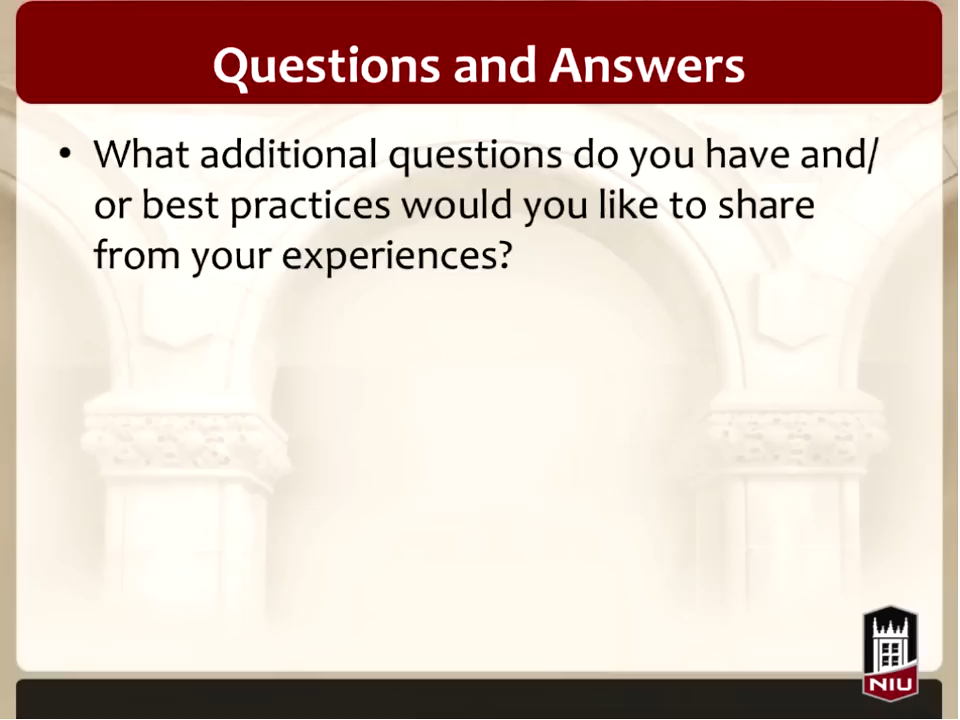 Questions and Answers
• What additional questions do you have and/
or best practices would you like to share
from your experiences?
NIU